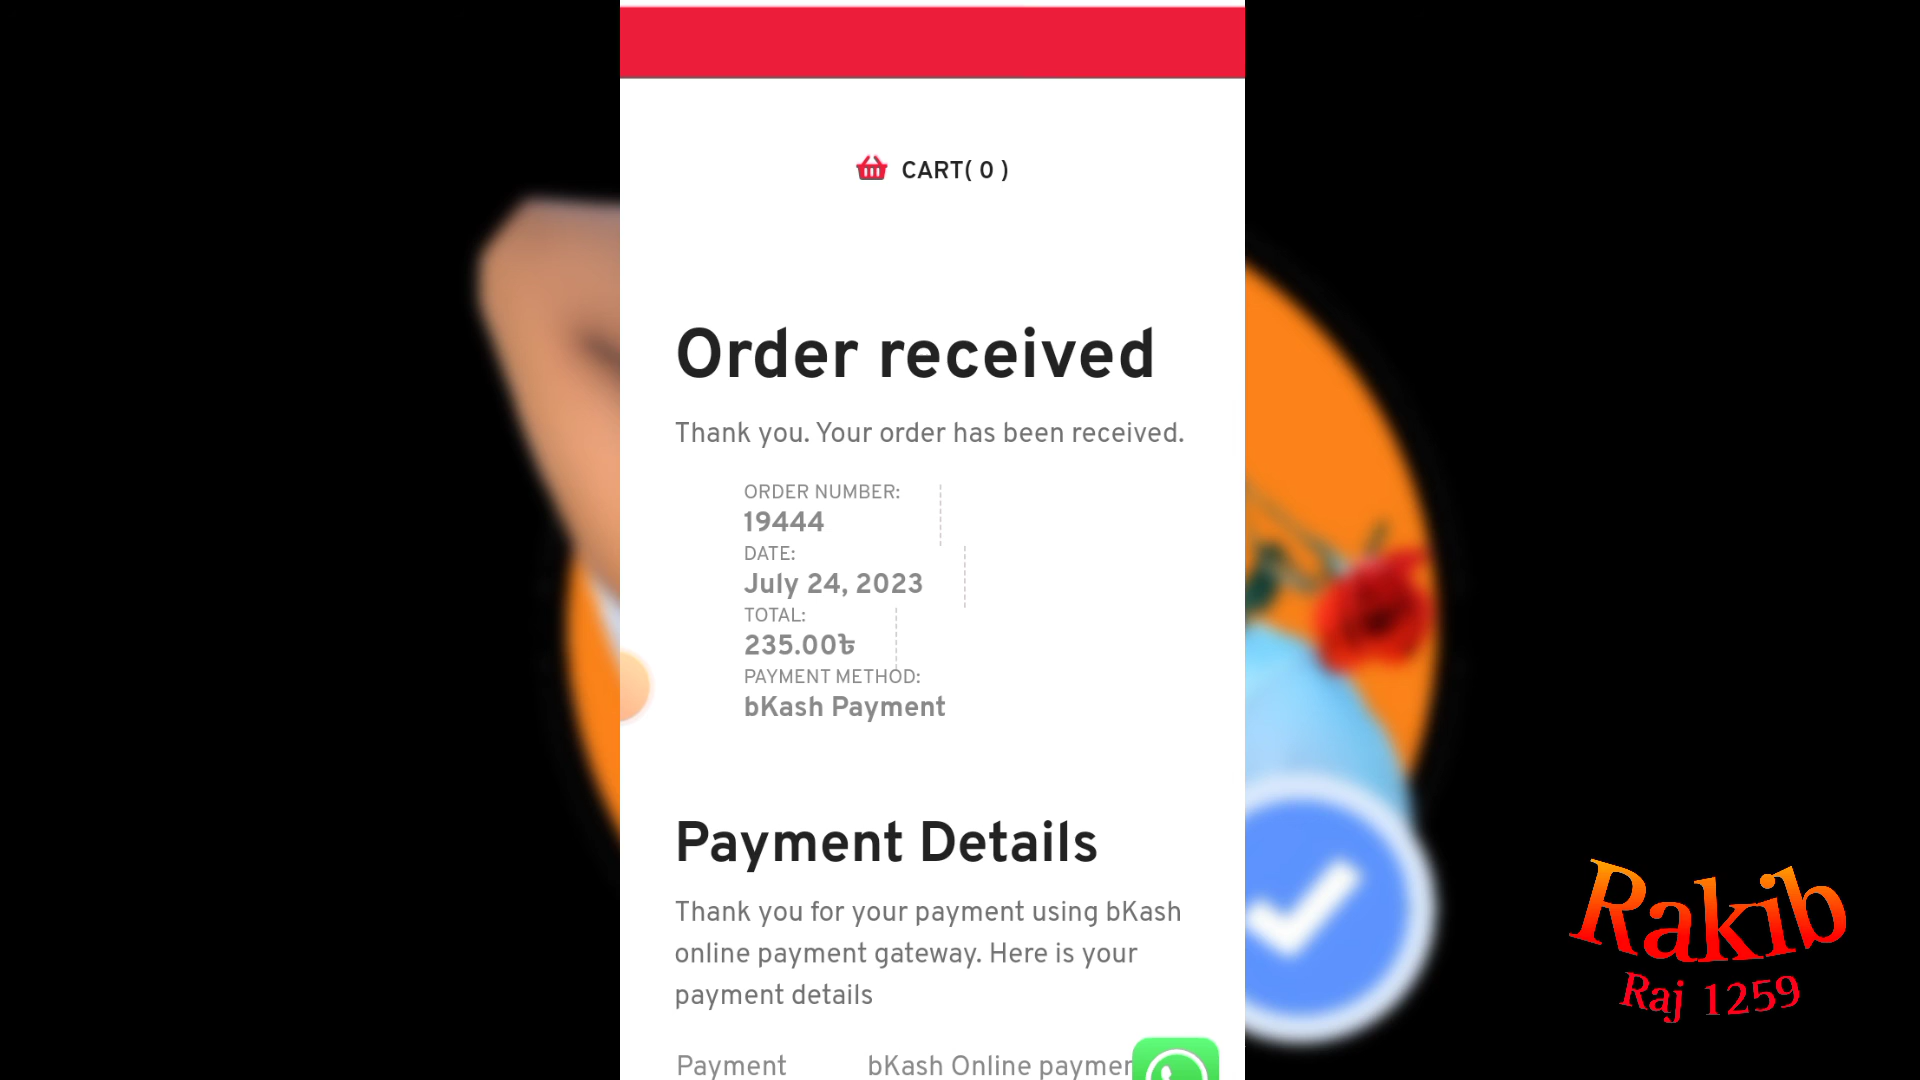 CART( 0 )
Order received
Thank you. Your order has been received.
ORDER NUMBER:
19444
DATE:
July 24, 2023
TOTAL:
235.00৳
PAYMENT METHOD:
bKash Payment
Payment Details
Thank you for your payment using bKash
online payment gateway. Here is your
payment details
Payment bKash Online
Rakib
Raj 1259